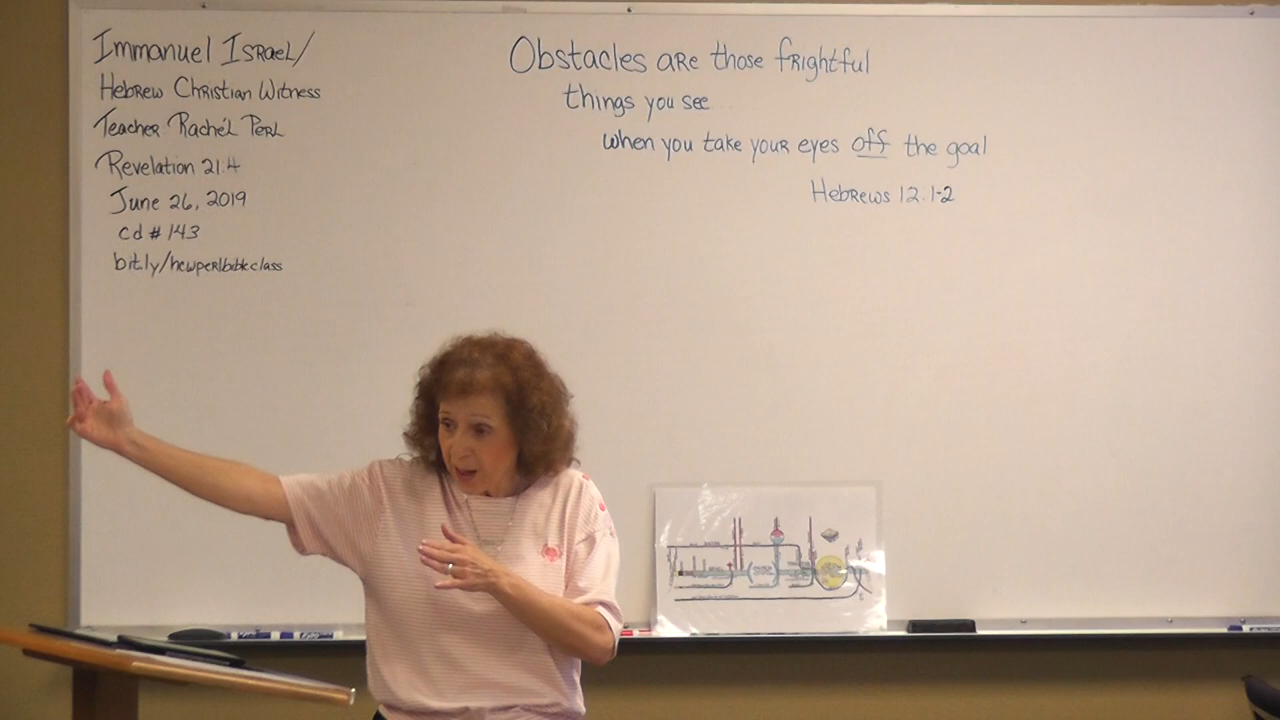 Immanuel Israel/
Hebrew Christian Witness
Teacher Rachél Perl
Revelation 21.4
June 26, 2019
cd # 143
bit.ly/newperlbibleclass
Obstacles are those frightful
things you see
when you take your eyes off the goal
Hebrews 12.1-2